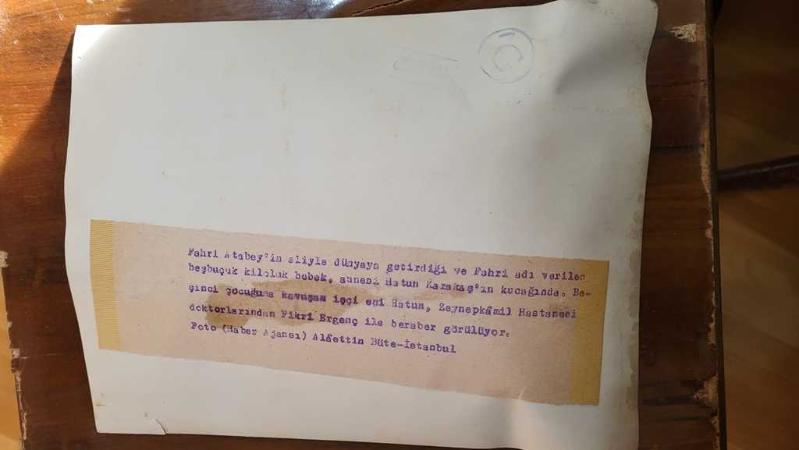 G
Fahri Atabey'in eliyle dünyaya getirdiği ve Fahri adı verilen
beşbuçuk kiloluk bebek, annesi Hatun Karakaş'ın kucağında. Be-
şinci çocuğuna kavuşan işçi eşi Hatun, Zeynepkâmil Hastanesi
doktorlarından Fikri Ergenç ile beraber görülüyor.
Foto (Haber Ajansı) Alâettin Büte-İstanbul